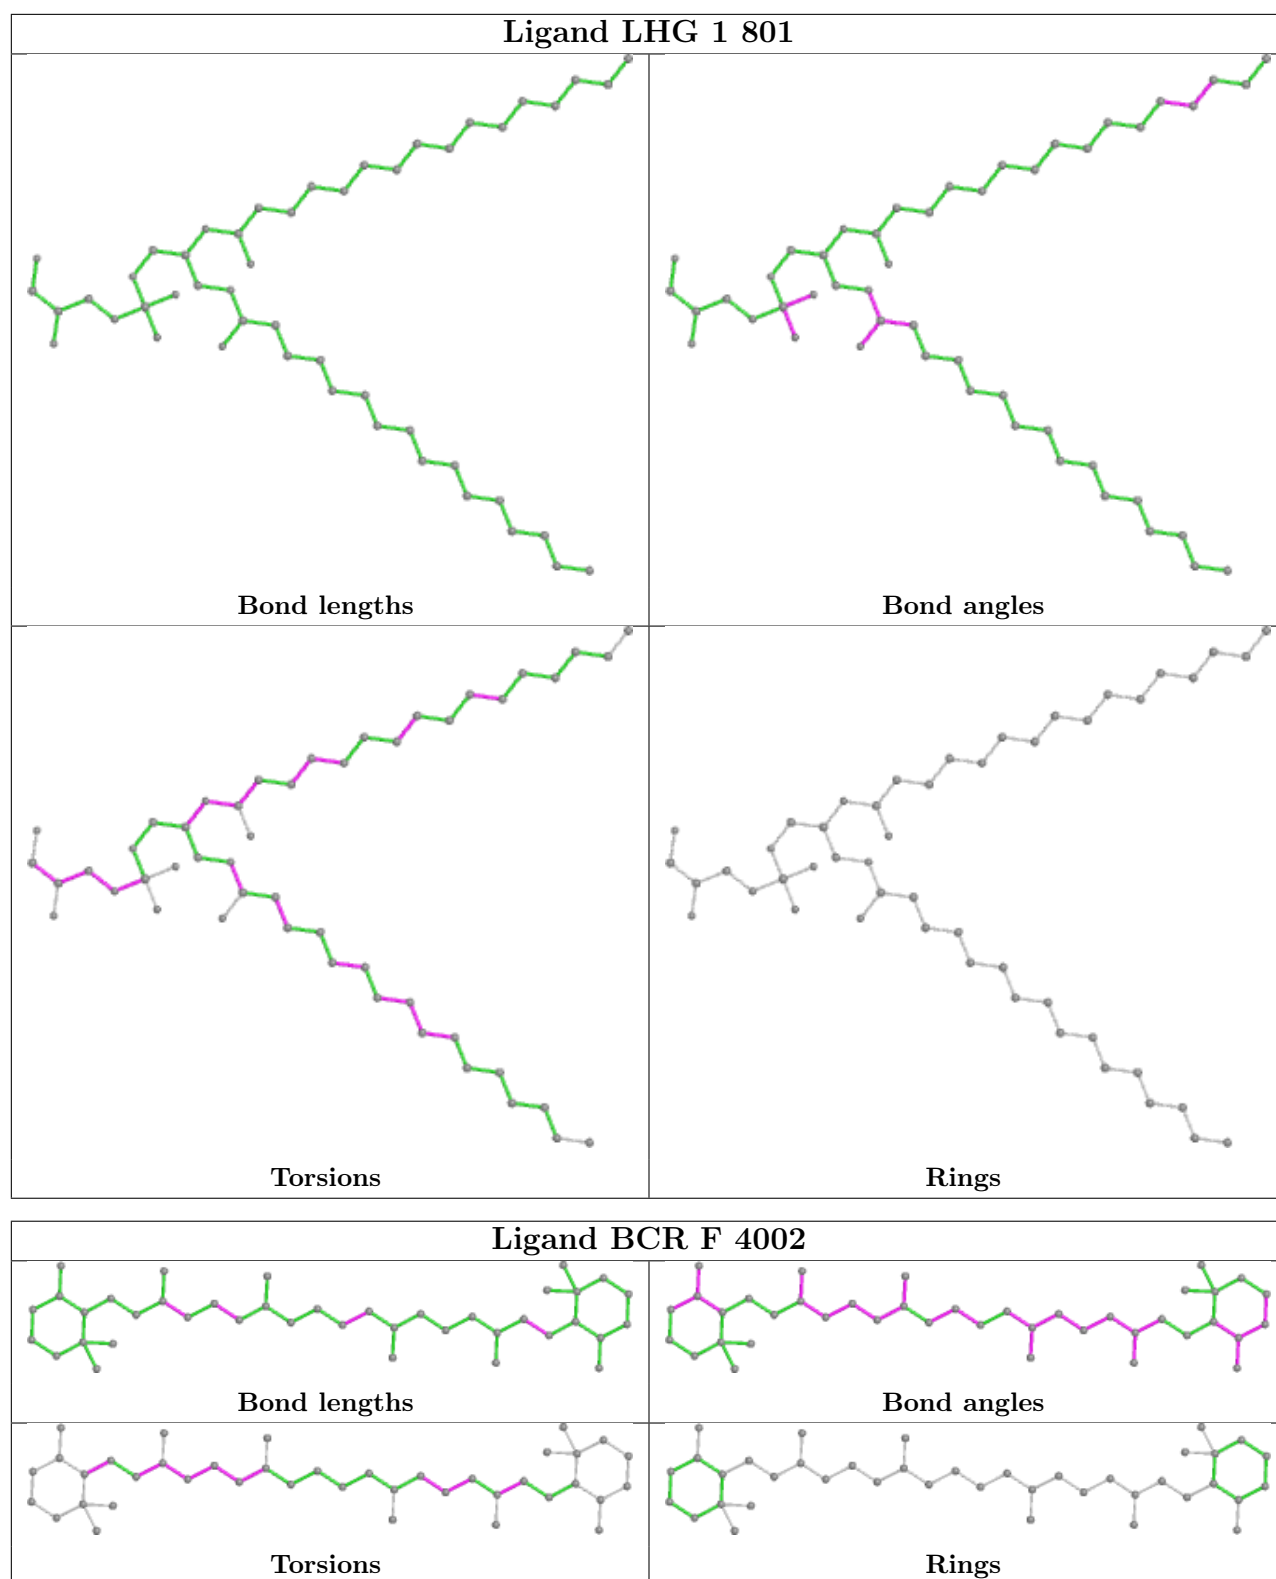 Ligand LHG 1 801
Bond lengths
Bond angles
Torsions
Rings
Ligand BCR F 4002
Bond lengths
Bond angles
Torsions
Rings